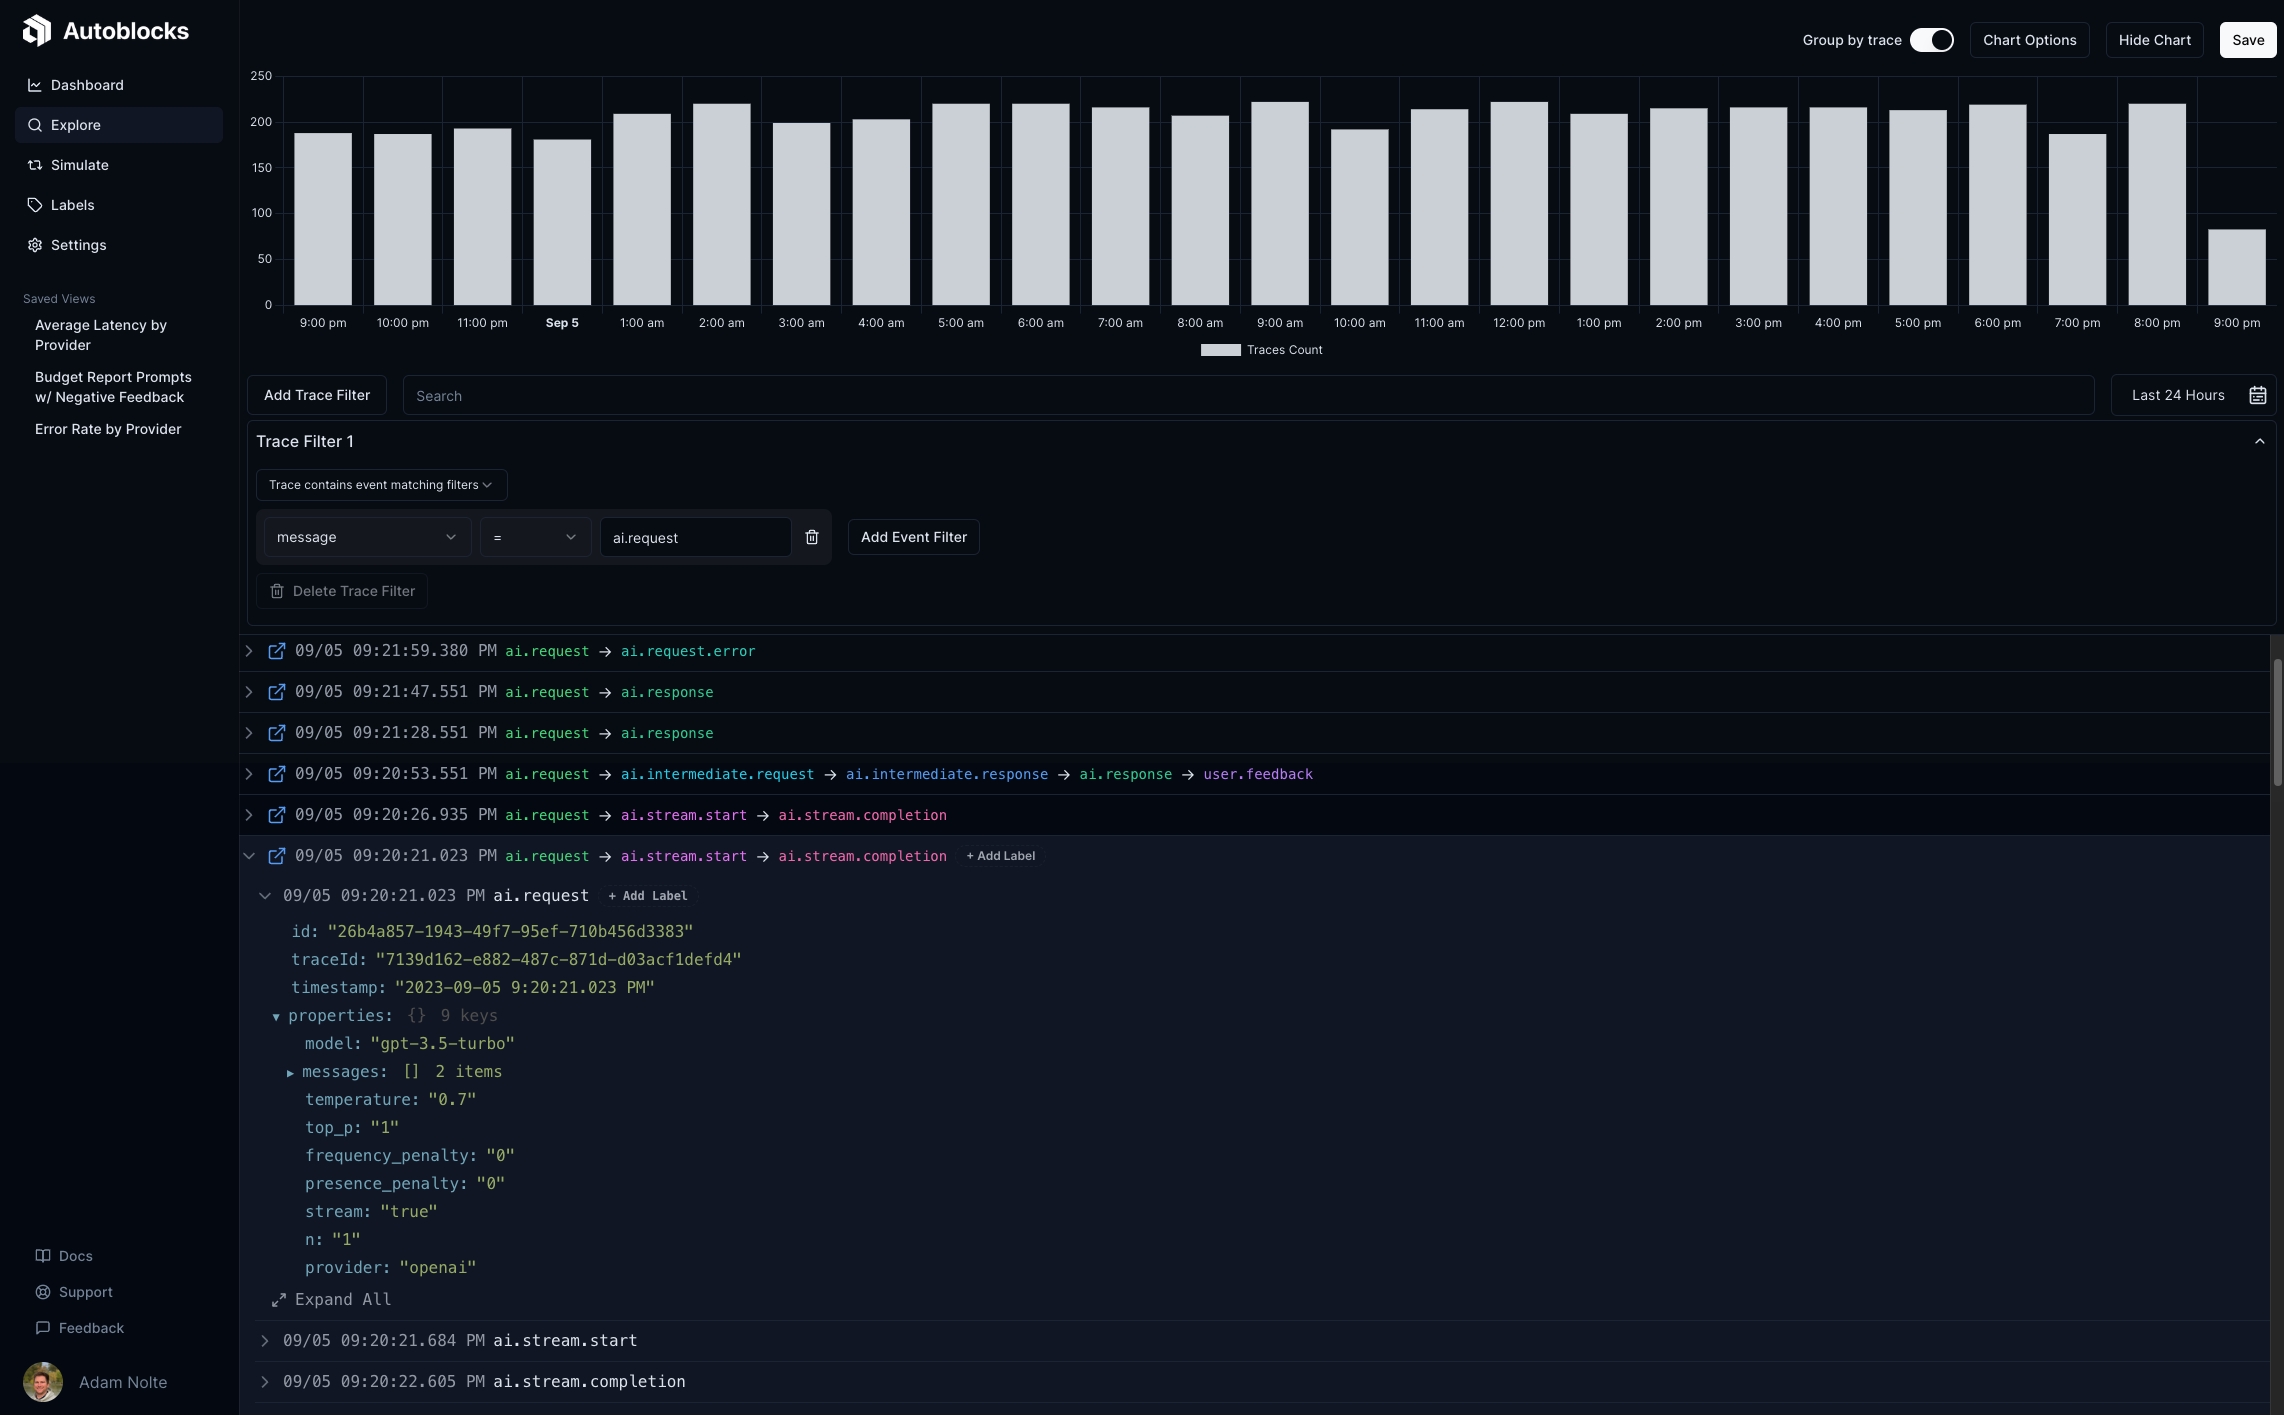 Autoblocks
Dashboard
Explore
Simulate
Labels
Settings
Saved Views
Average Latency by
Provider
Budget Report Prompts
w/ Negative Feedback
Error Rate by Provider
Docs
Support
Feedback
Adam Nolte
Group by trace Chart Options Hide Chart Save
250
200
150
100
50
0
9:00 pm 10:00 pm 11:00 pm Sep 5 1:00 am 2:00 am 3:00 am 4:00 am 5:00 am 6:00 am 7:00 am 8:00 am 9:00 am 10:00 am 11:00 am 12:00 pm 1:00 pm 2:00 pm 3:00 pm 4:00 pm 5:00 pm 6:00 pm 7:00 pm 8:00 pm 9:00 pm
Traces Count
Add Trace Filter Search Last 24 Hours
Trace Filter 1
Trace contains event matching filters
message = ai.request Add Event Filter
Delete Trace Filter
09/05 09:21:59.380 PM ai.request → ai.request.error
09/05 09:21:47.551 PM ai.request → ai.response
09/05 09:21:28.551 PM ai.request → ai.response
09/05 09:20:53.551 PM ai.request → ai.intermediate.request → ai.intermediate.response → ai.response → user.feedback
09/05 09:20:26.935 PM ai.request → ai.stream.start → ai.stream.completion
09/05 09:20:21.023 PM ai.request → ai.stream.start → ai.stream.completion + Add Label
09/05 09:20:21.023 PM ai.request + Add Label
id: "26b4a857-1943-49f7-95ef-710b456d3383"
traceId: "7139d162-e882-487c-871d-d03acf1defd4"
timestamp: "2023-09-05 9:20:21.023 PM"
properties: {} 9 keys
model: "gpt-3.5-turbo"
messages: [] 2 items
temperature: "0.7"
top_p: "1"
frequency_penalty: "0"
presence_penalty: "0"
stream: "true"
n: "1"
provider: "openai"
Expand All
09/05 09:20:21.684 PM ai.stream.start
09/05 09:20:22.605 PM ai.stream.completion